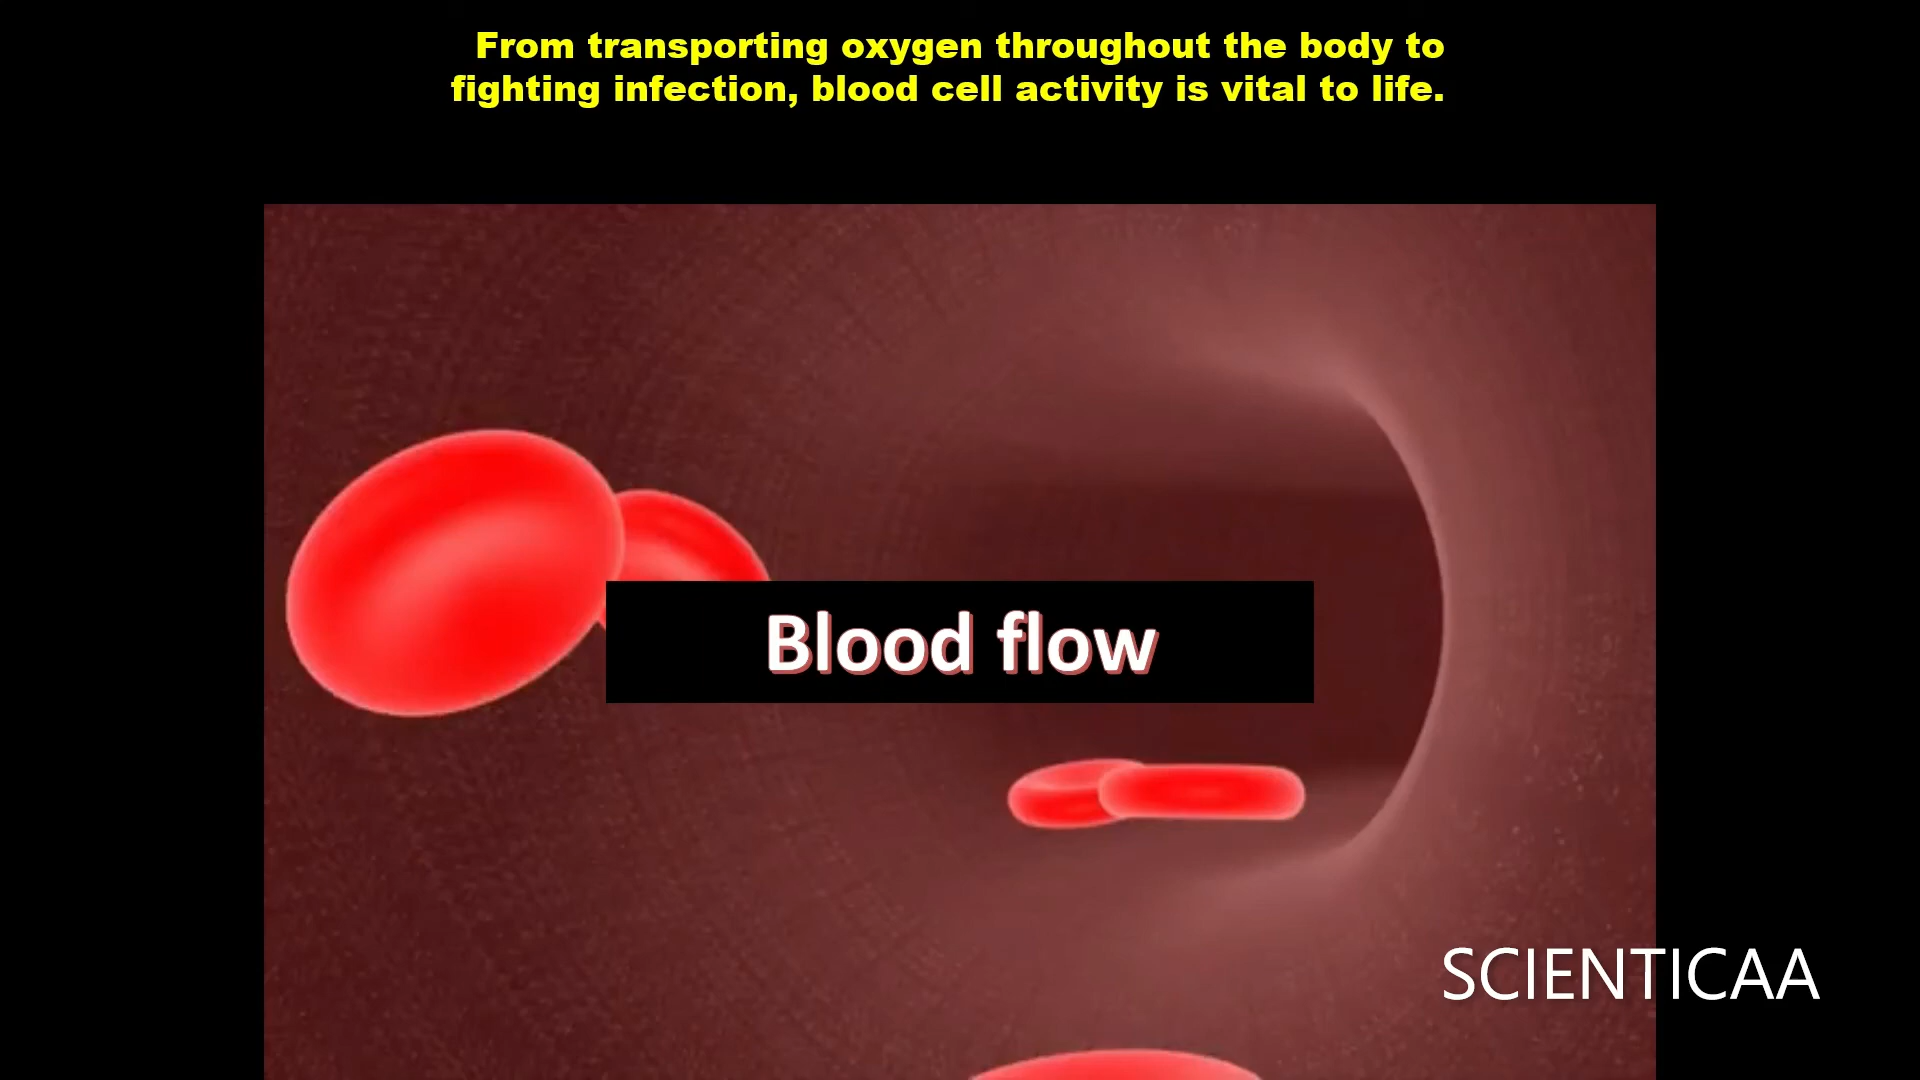 From transporting oxygen throughout the body to
fighting infection, blood cell activity is vital to life.
Blood flow
SCIENTICAA